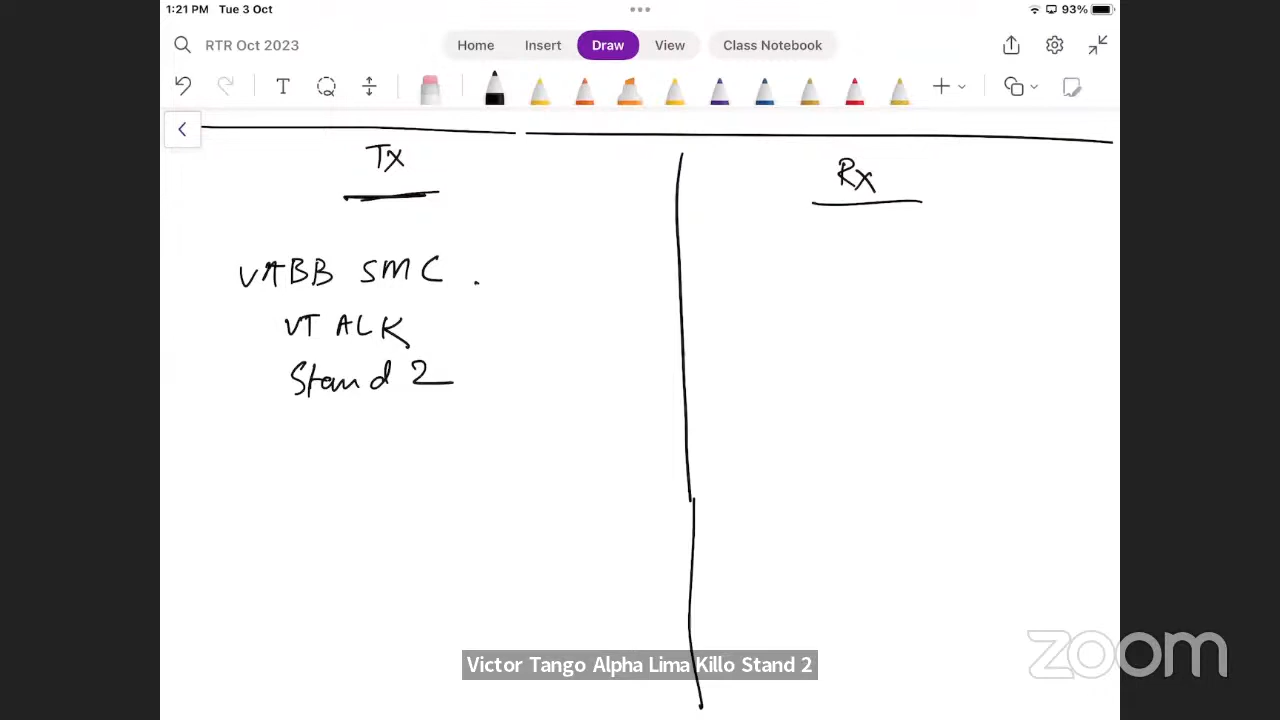 1:21 PM Tue 3 Oct
93%
RTR Oct 2023
Home Insert Draw View Class Notebook
T
Tx
Rx
VABB SMC .
VT ALK
Stand 2
Victor Tango Alpha Lima Killo Stand 2
zoom